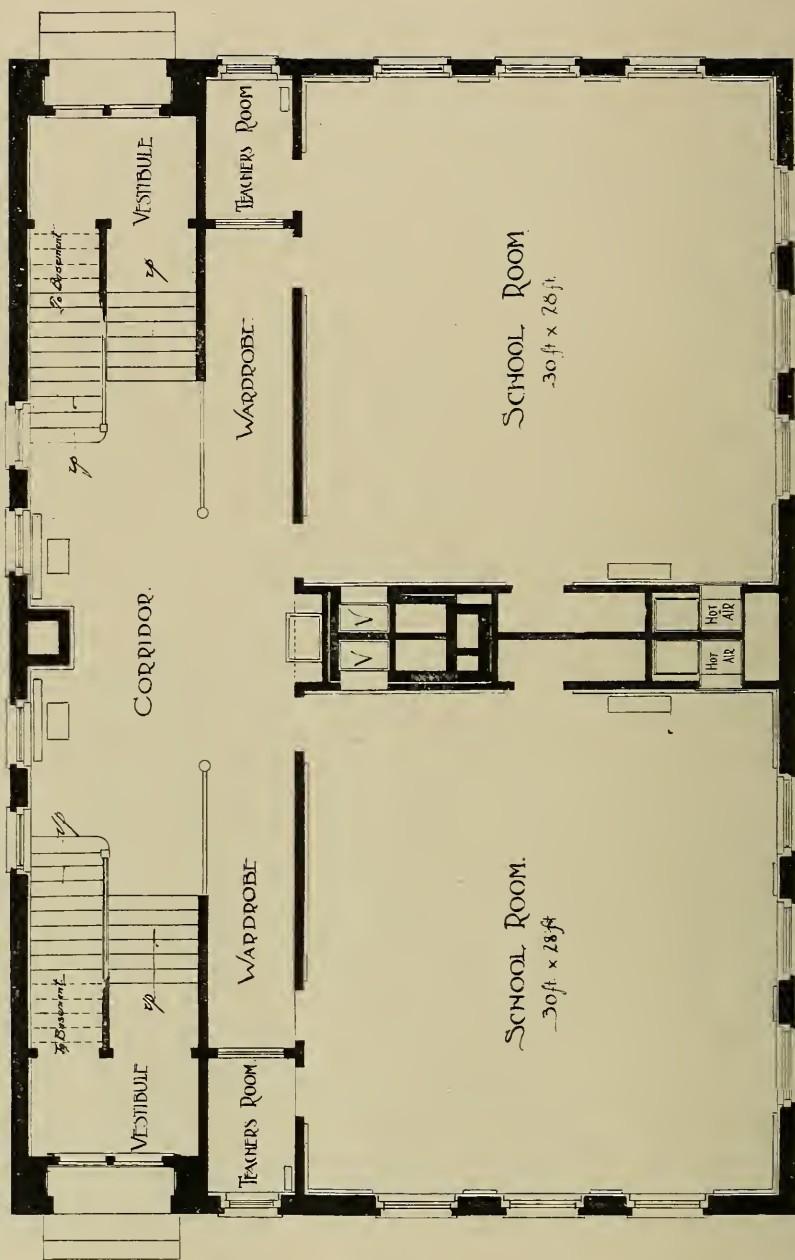 To Basement
up
up
To Basement
VESTIBULE
up
CORRIDOR.
up
VESTIBULE
TEACHERS ROOM
WARDROBE
WARDROBE
TEACHERS ROOM
V
V
SCHOOL ROOM.
30 ft. x 28 ft
SCHOOL ROOM
30 ft x 28 ft.
HOT
AIR
HOT
AIR